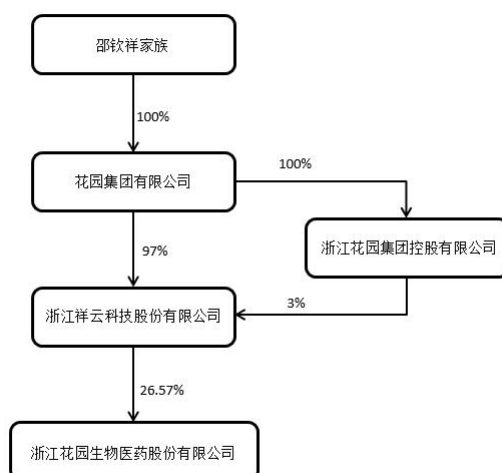 邵钦祥家族
100%
花园集团有限公司
100%
浙江花园集团控股有限公司
97%
3%
浙江祥云科技股份有限公司
26.57%
浙江花园生物医药股份有限公司